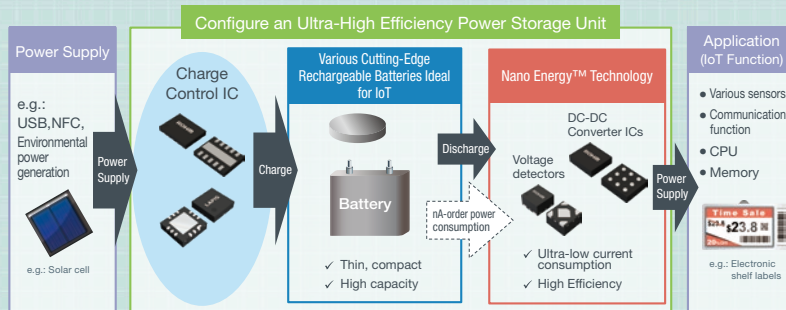 Configure an Ultra-High Efficiency Power Storage Unit
Power Supply
e.g.:
USB,NFC,
Environmental
power
generation
e.g.: Solar cell
Power
Supply
Charge
Control IC
Charge
Various Cutting-Edge
Rechargeable Batteries Ideal
for IoT
Battery
✓ Thin, compact
✓ High capacity
Discharge
nA-order power
consumption
Nano Energy™ Technology
DC-DC
Converter ICs
Voltage
detectors
✓ Ultra-low current
consumption
✓ High Efficiency
Power
Supply
Application
(IoT Function)
● Various sensors
● Communication
function
● CPU
● Memory
Time Sale
$23.8
e.g.: Electronic
shelf labels